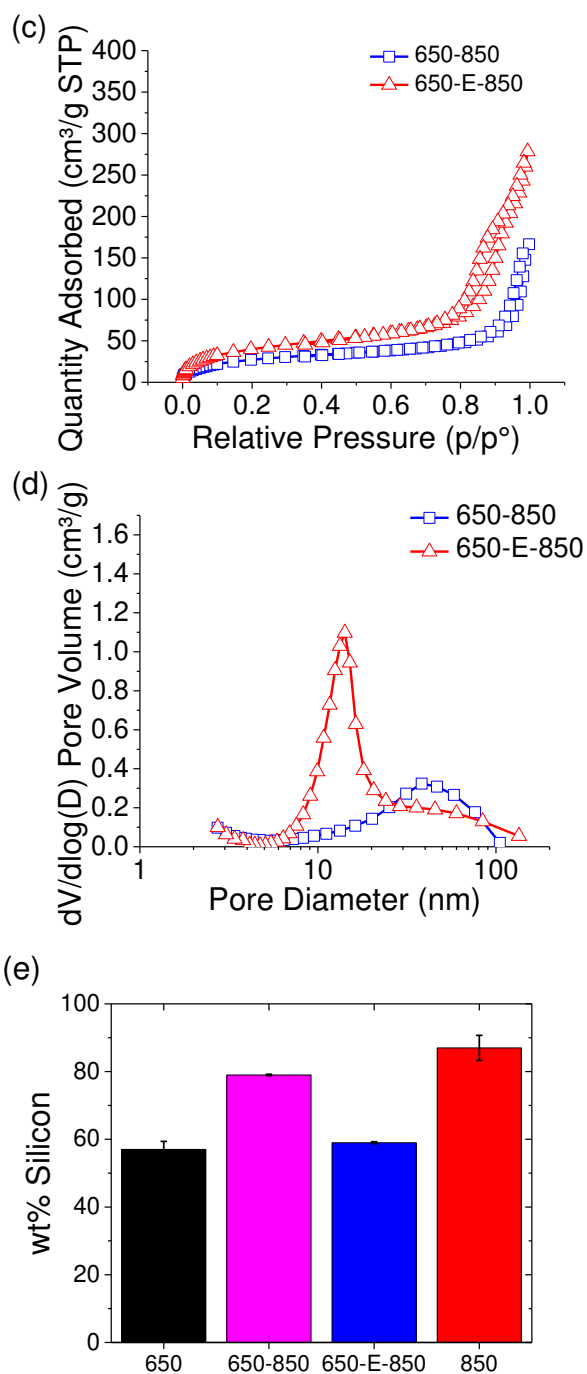 (c)
400
350
300
250
200
150
100
50
0
Quantity Adsorbed (cm³/g STP)
650-850
650-E-850
0.0 0.2 0.4 0.6 0.8 1.0
Relative Pressure (p/p°)
(d)
1.6
1.4
1.2
1.0
0.8
0.6
0.4
0.2
0.0
dV/dlog(D) Pore Volume (cm³/g)
650-850
650-E-850
1 10 100
Pore Diameter (nm)
(e)
100
80
60
40
20
0
wt% Silicon
650 650-850 650-E-850 850